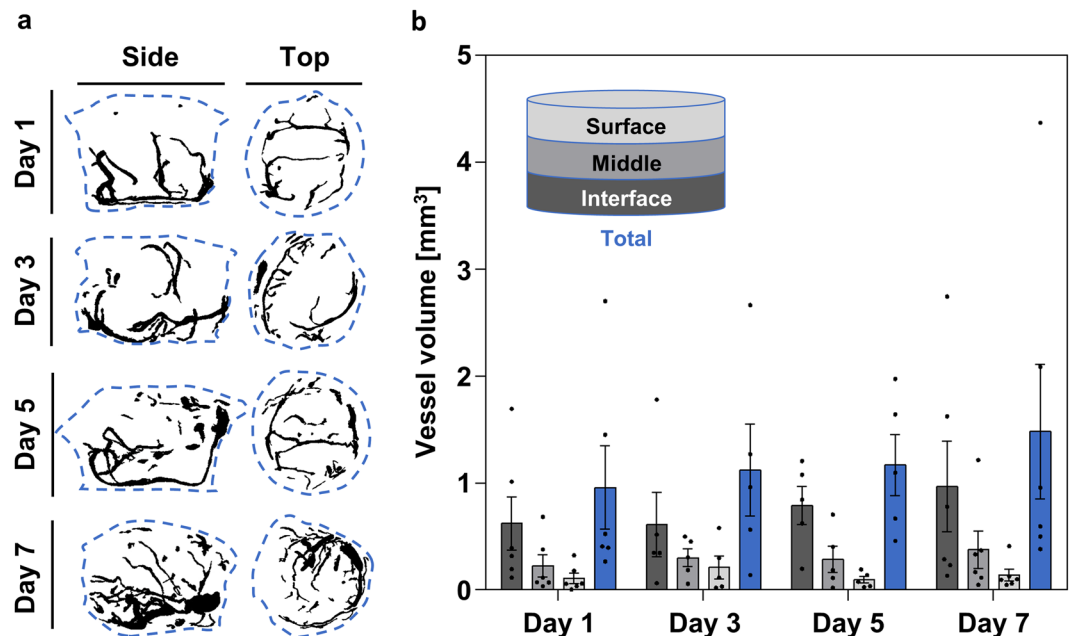 a
Side Top
Day 1
Day 3
Day 5
Day 7
b
Vessel volume [mm³]
5
4
3
2
1
0
Surface
Middle
Interface
Total
Day 1 Day 3 Day 5 Day 7